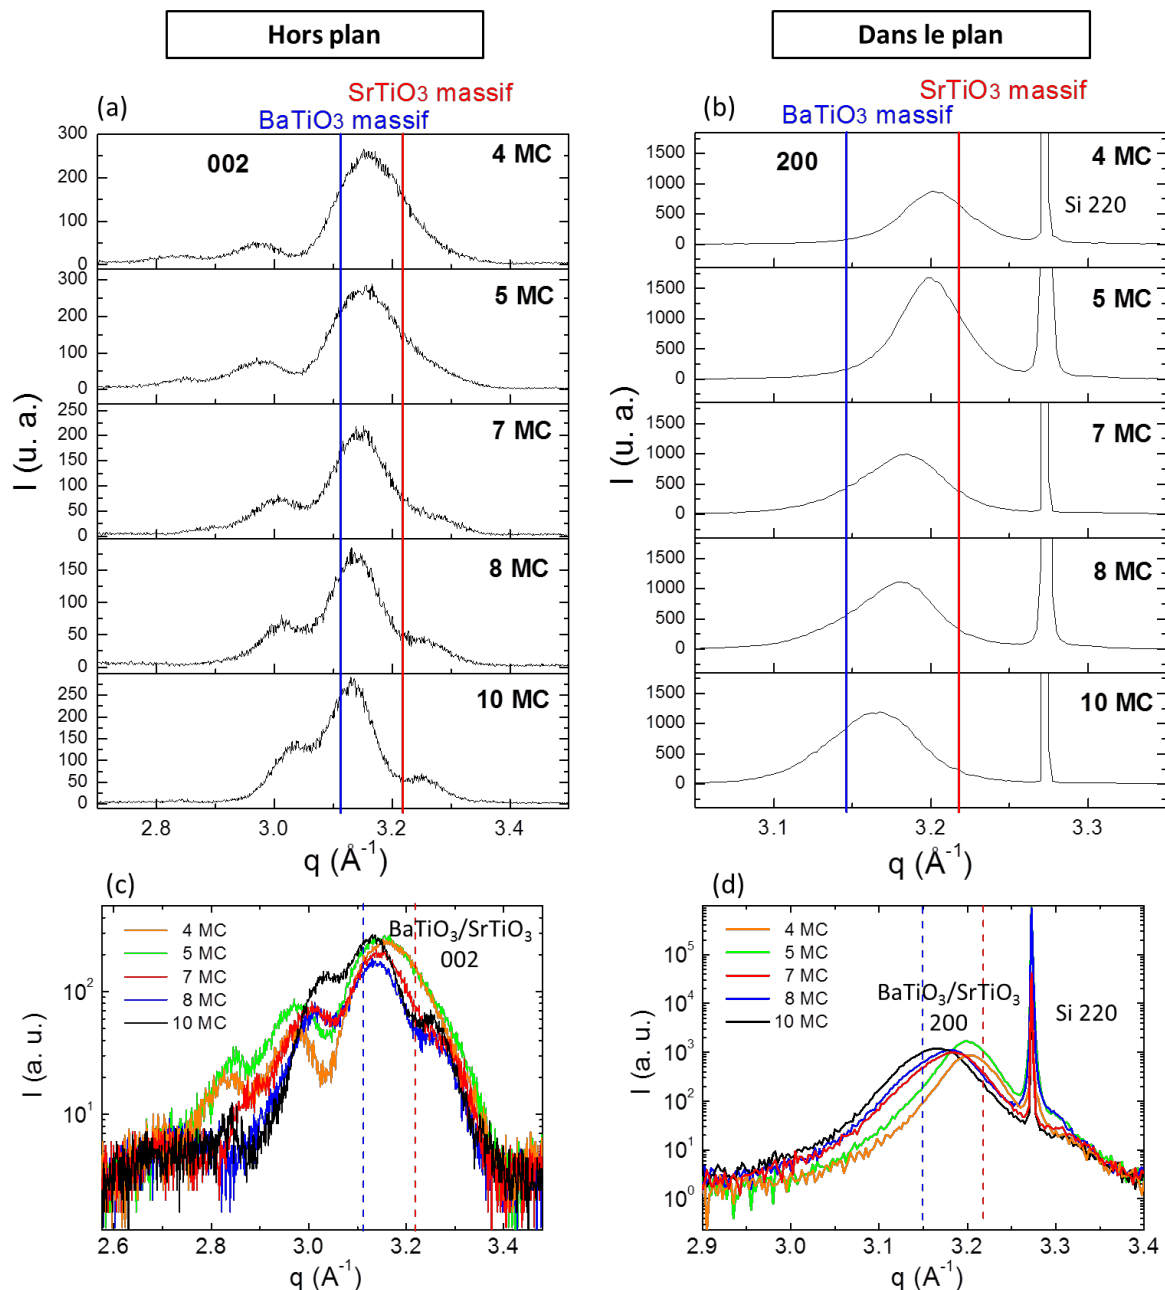 Hors plan
Dans le plan
(a)
SrTiO3 massif
BaTiO3 massif
002
4 MC
300
200
100
0
5 MC
300
200
100
0
7 MC
250
200
150
100
50
0
8 MC
150
100
50
0
10 MC
250
200
150
100
50
0
I (u. a.)
2.8
3.0
3.2
3.4
q (Å⁻¹)
(b)
SrTiO3 massif
BaTiO3 massif
200
4 MC
Si 220
1500
1000
500
0
5 MC
1500
1000
500
0
7 MC
1500
1000
500
0
8 MC
1500
1000
500
0
10 MC
1500
1000
500
0
I (u. a.)
3.1
3.2
3.3
q (Å⁻¹)
(c)
4 MC
5 MC
7 MC
8 MC
10 MC
BaTiO₃/SrTiO₃
002
10²
10¹
I (a. u.)
2.6
2.8
3.0
3.2
3.4
q (A⁻¹)
(d)
4 MC
5 MC
7 MC
8 MC
10 MC
BaTiO₃/SrTiO₃
200
Si 220
10⁵
10⁴
10³
10²
10¹
10⁰
I (a. u.)
2.9
3.0
3.1
3.2
3.3
3.4
q (A⁻¹)